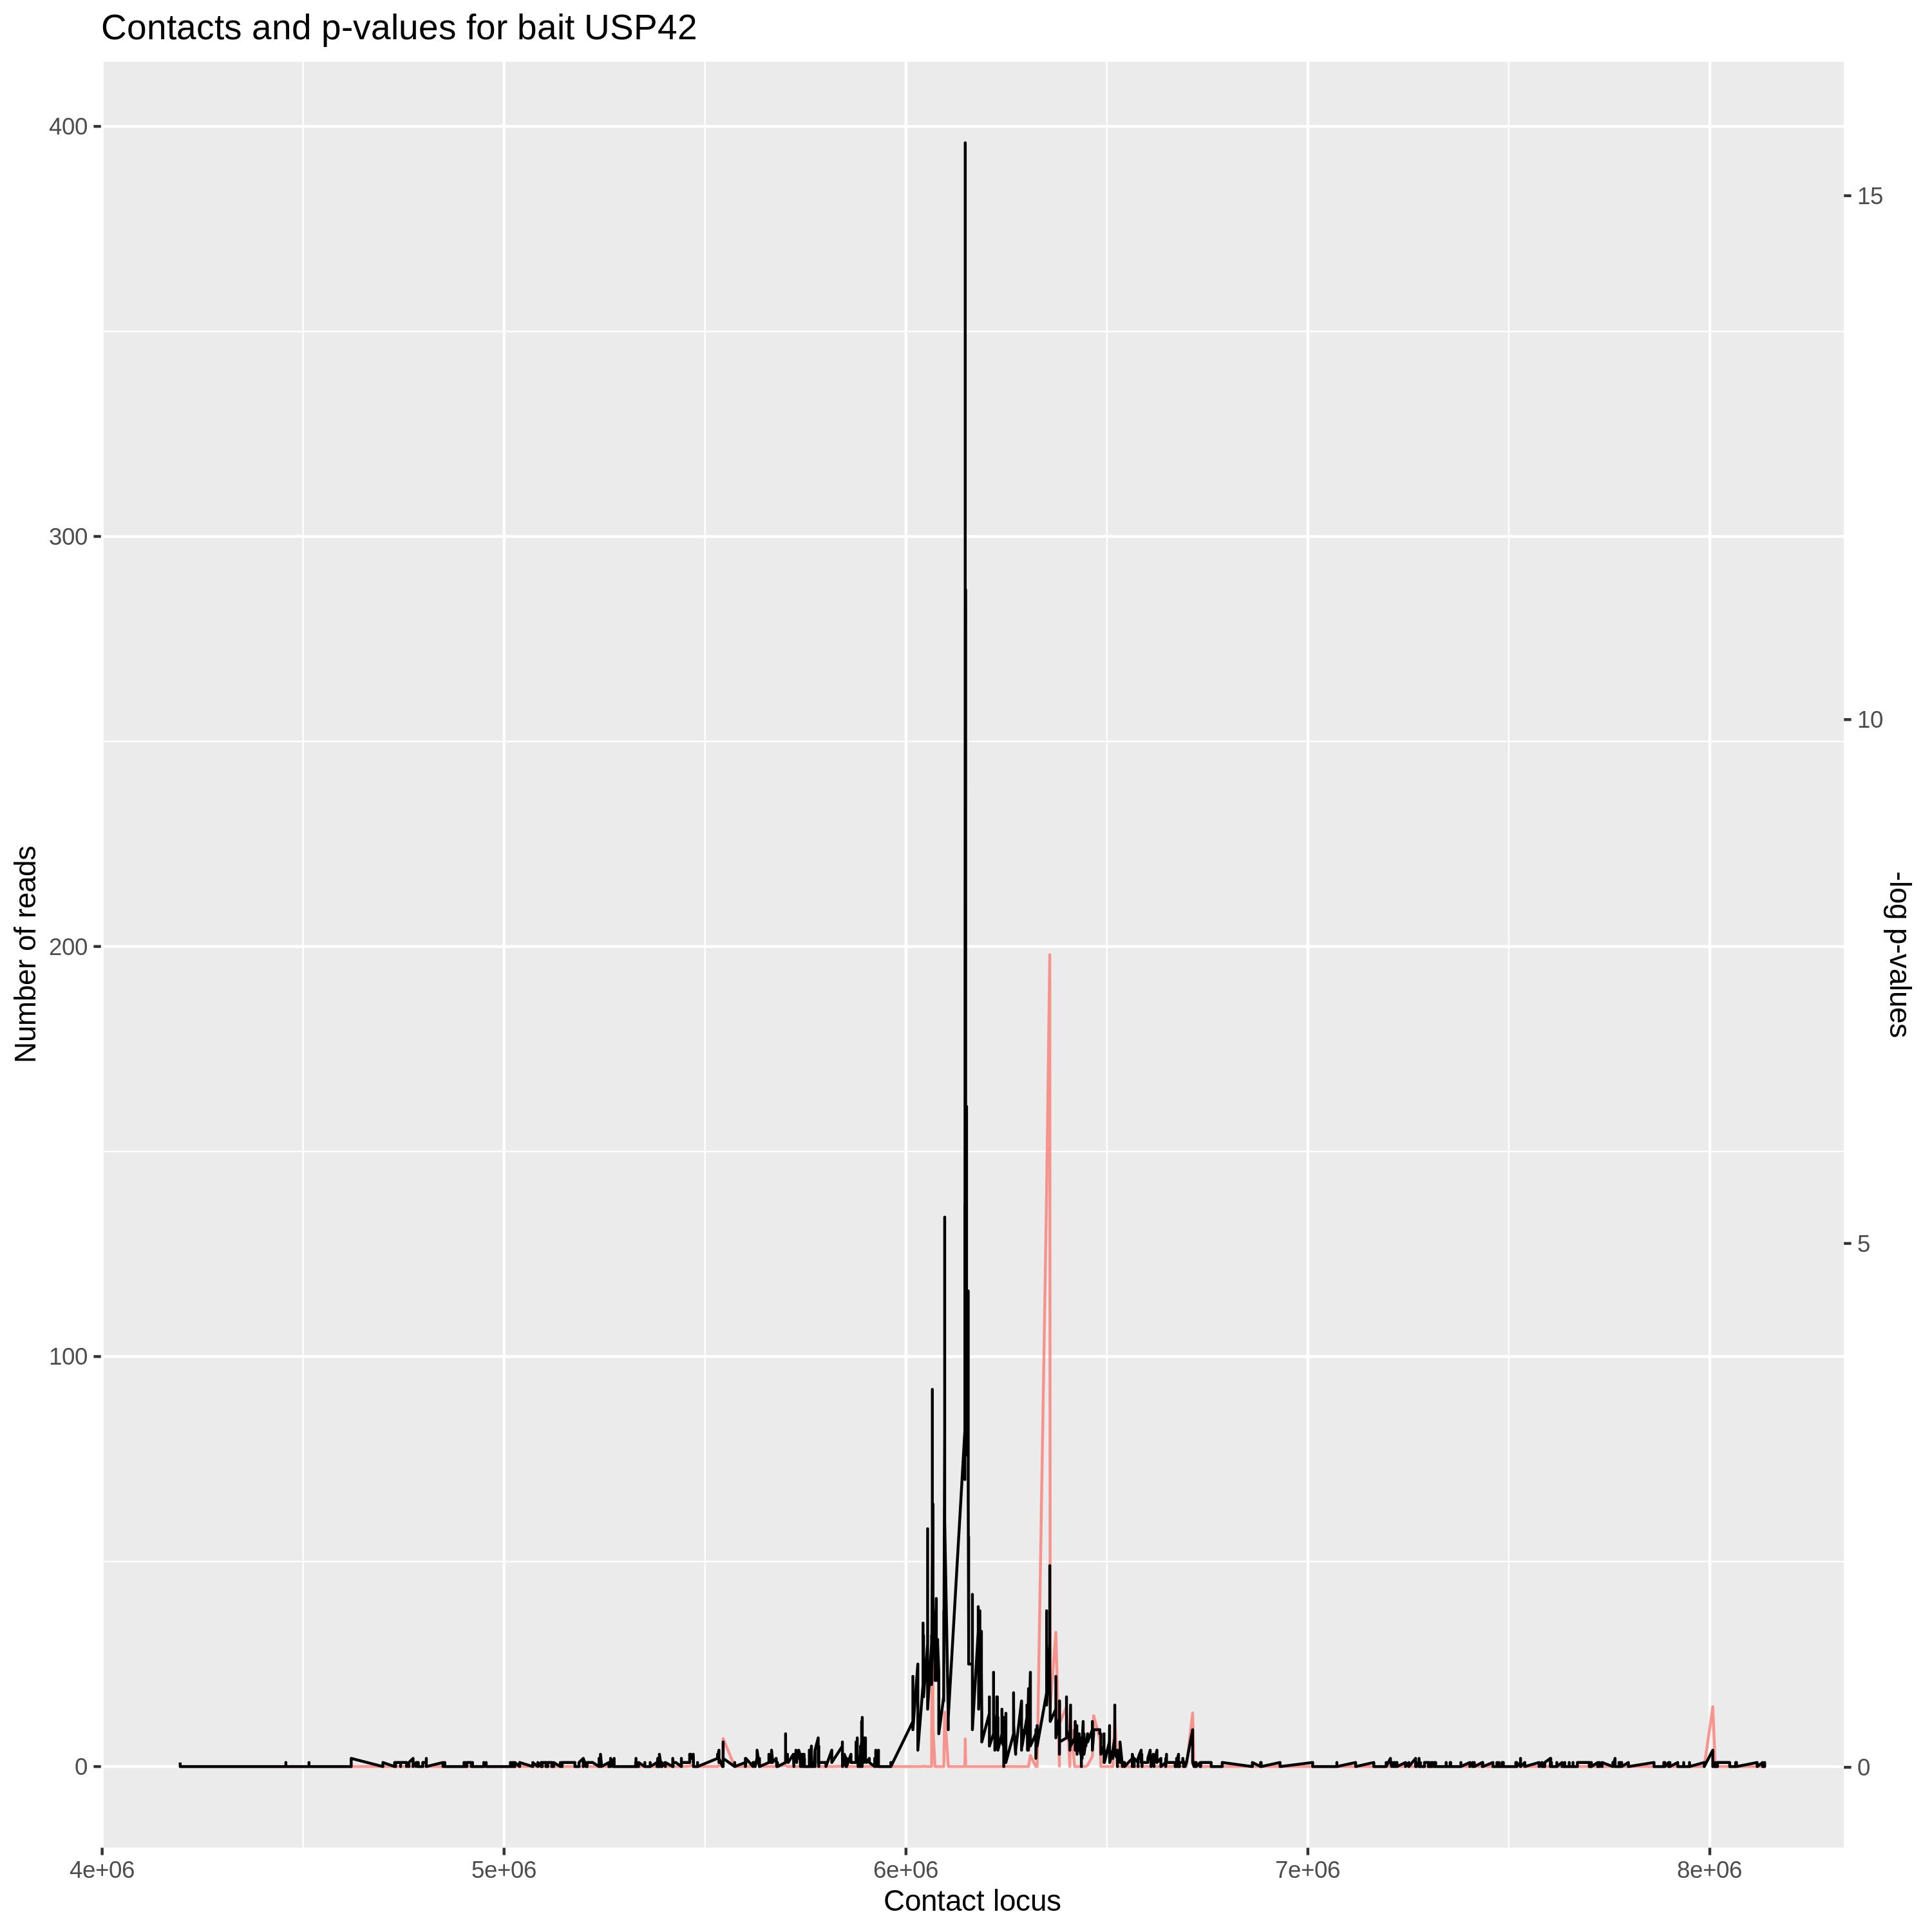 Contacts and p-values for bait USP42
400
300
200
100
0
Number of reads
15
10
5
0
-log p-values
4e+06
5e+06
6e+06
7e+06
8e+06
Contact locus